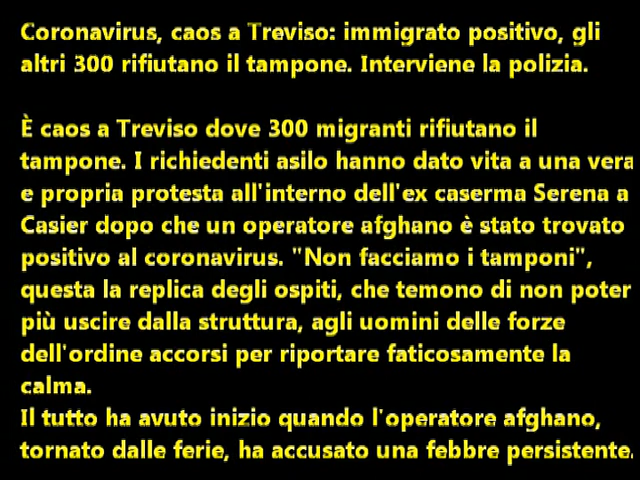 Coronavirus, caos a Treviso: immigrato positivo, gli
altri 300 rifiutano il tampone. Interviene la polizia.
È caos a Treviso dove 300 migranti rifiutano il
tampone. I richiedenti asilo hanno dato vita a una vera
e propria protesta all'interno dell'ex caserma Serena a
Casier dopo che un operatore afghano è stato trovato
positivo al coronavirus. "Non facciamo i tamponi",
questa la replica degli ospiti, che temono di non poter
più uscire dalla struttura, agli uomini delle forze
dell'ordine accorsi per riportare faticosamente la
calma.
Il tutto ha avuto inizio quando l'operatore afghano,
tornato dalle ferie, ha accusato una febbre persistente.